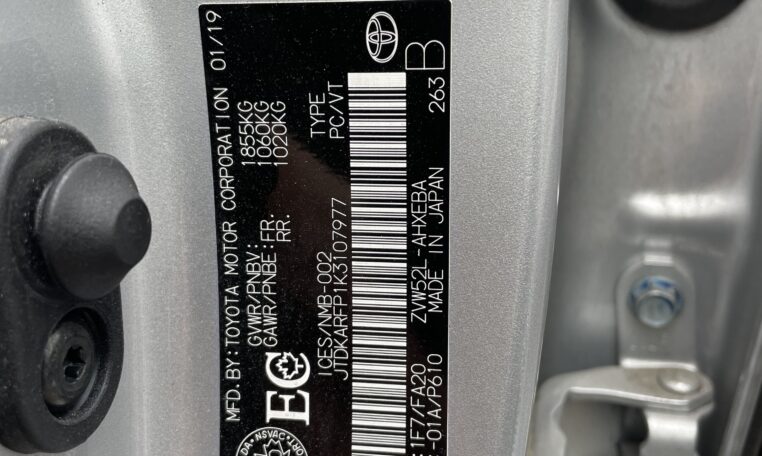 MFD.BY: TOYOTA MOTOR CORPORATION 01/19
GVWR/PNBV: 1855KG
GAWR/PNBE: FR. 1060KG
RR. 1020KG
EC
ICES/NMB-002 TYPE
JTDKARFP1K3107977 PC/VT
1F7/FA20 ZVW52L-AHXEBA
-01A/P610 MADE IN JAPAN 263 B